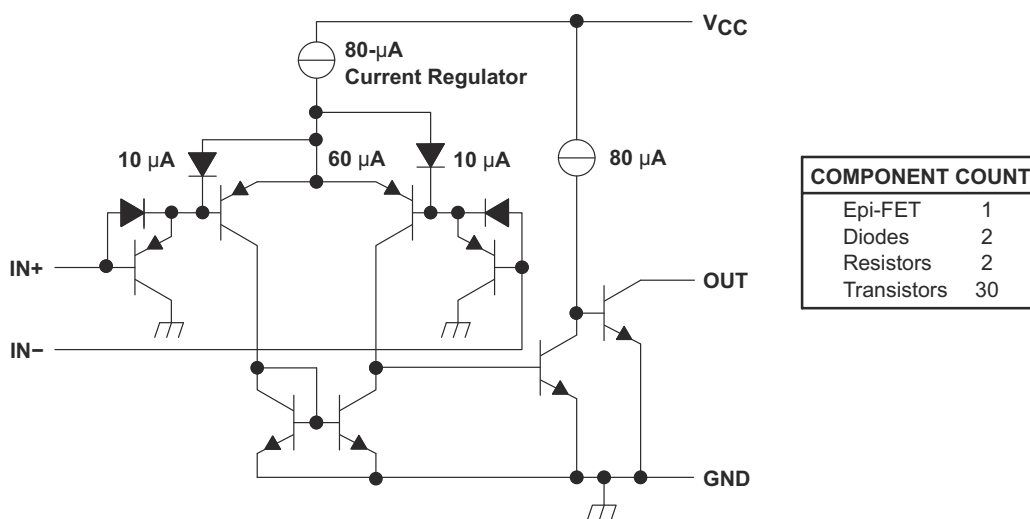 VCC
80-µA
Current Regulator
10 µA
60 µA
10 µA
80 µA
IN+
OUT
IN−
GND
COMPONENT COUNT
Epi-FET 1
Diodes 2
Resistors 2
Transistors 30